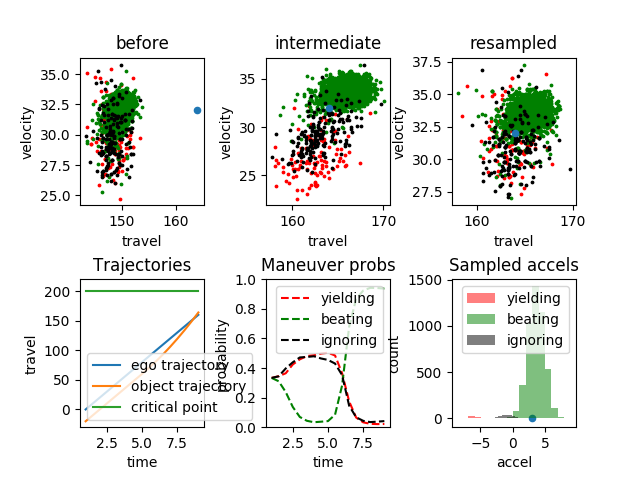 before
intermediate
resampled
35.0
32.5
30.0
27.5
25.0
velocity
150
160
travel
35
30
25
velocity
160
170
travel
37.5
35.0
32.5
30.0
27.5
velocity
160
170
travel
Trajectories
Maneuver probs
Sampled accels
200
150
100
50
0
travel
ego trajectory
object trajectory
critical point
2.5
5.0
7.5
time
1.0
0.8
0.6
0.4
0.2
0.0
probability
yielding
beating
ignoring
2.5
5.0
7.5
time
1500
1000
500
0
count
yielding
beating
ignoring
−5
0
5
accel